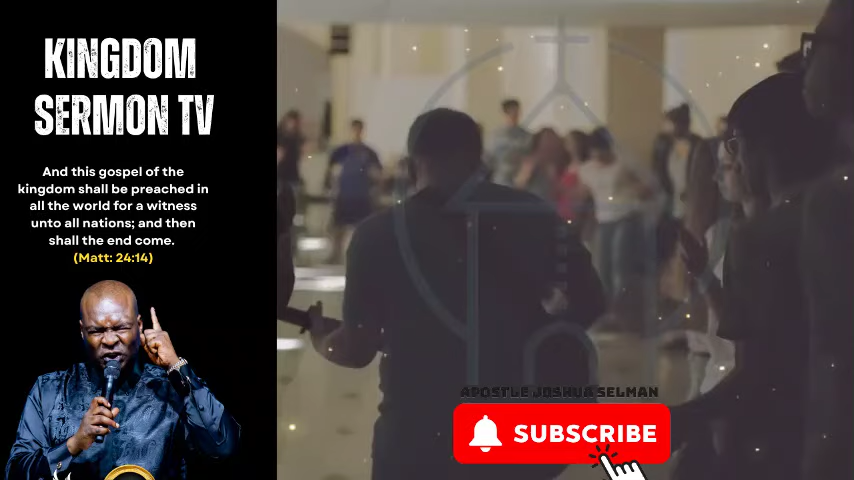 KINGDOM
SERMON TV
And this gospel of the
kingdom shall be preached in
all the world for a witness
unto all nations; and then
shall the end come.
(Matt: 24:14)
APOSTLE JOSHUA SELMAN
SUBSCRIBE